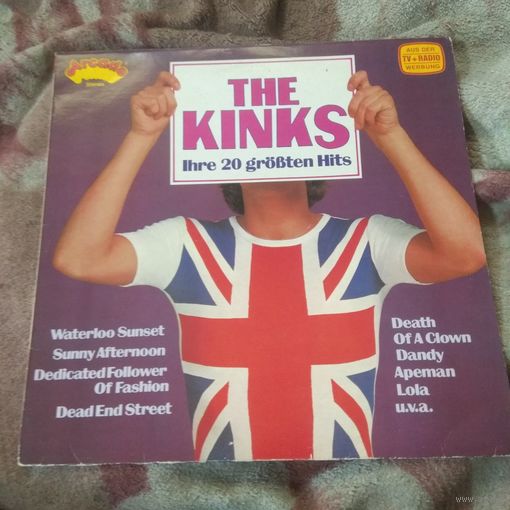 Arcade
AUS DER
TV + RADIO
WERBUNG
THE
KINKS
Ihre 20 größten Hits
Waterloo Sunset
Sunny Afternoon
Dedicated Follower
Of Fashion
Dead End Street
Death
Of A Clown
Dandy
Apeman
Lola
u.v.a.